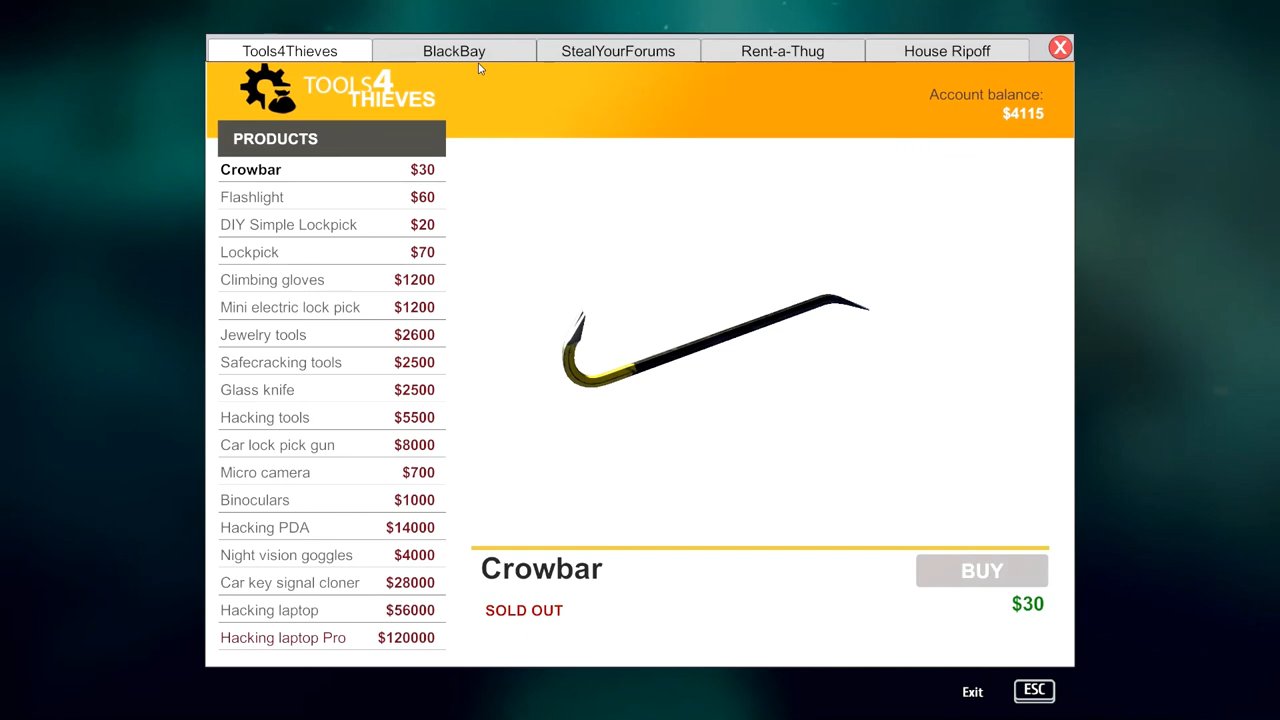 Tools4Thieves BlackBay StealYourForums Rent-a-Thug House Ripoff X
TOOLS4
THIEVES
Account balance:
$4115
PRODUCTS
Crowbar $30
Flashlight $60
DIY Simple Lockpick $20
Lockpick $70
Climbing gloves $1200
Mini electric lock pick $1200
Jewelry tools $2600
Safecracking tools $2500
Glass knife $2500
Hacking tools $5500
Car lock pick gun $8000
Micro camera $700
Binoculars $1000
Hacking PDA $14000
Night vision goggles $4000
Car key signal cloner $28000
Hacking laptop $56000
Hacking laptop Pro $120000
Crowbar BUY
SOLD OUT $30
Exit ESC